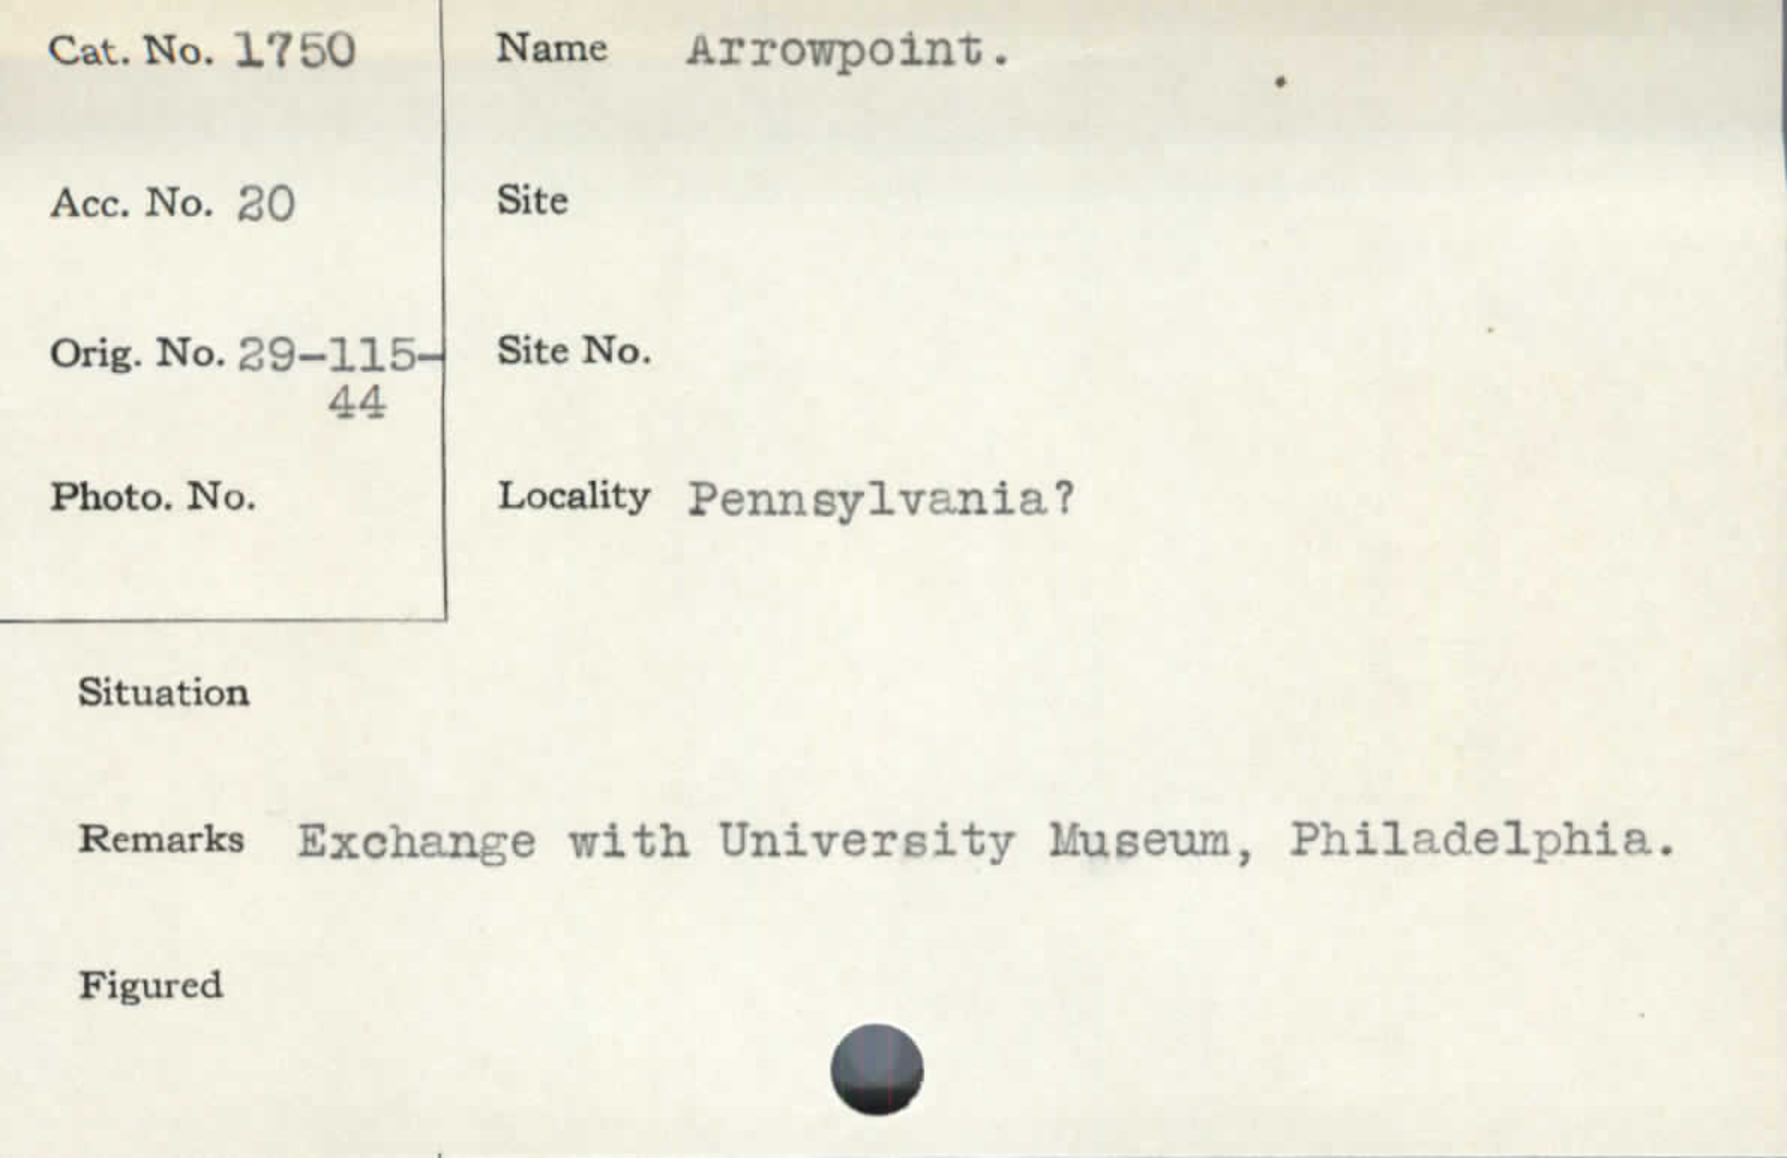 Cat. No. 1750
Name Arrowpoint.
Acc. No. 20
Site
Orig. No. 29-115-
44
Site No.
Photo. No.
Locality Pennsylvania?
Situation
Remarks Exchange with University Museum, Philadelphia.
Figured